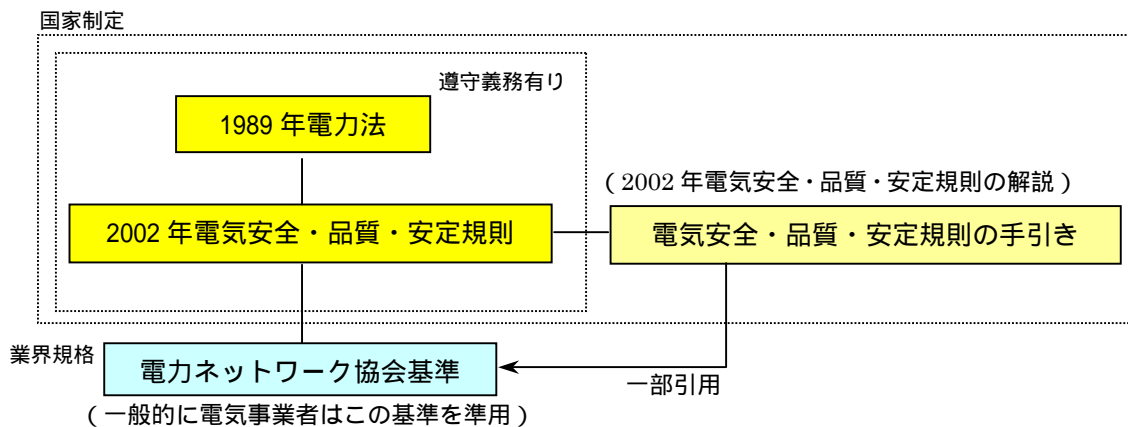 国家制定
遵守義務有り
1989 年電力法
(2002 年電気安全・品質・安定規則の解説)
2002 年電気安全・品質・安定規則
電気安全・品質・安定規則の手引き
業界規格
電力ネットワーク協会基準
一部引用
(一般的に電気事業者はこの基準を準用)